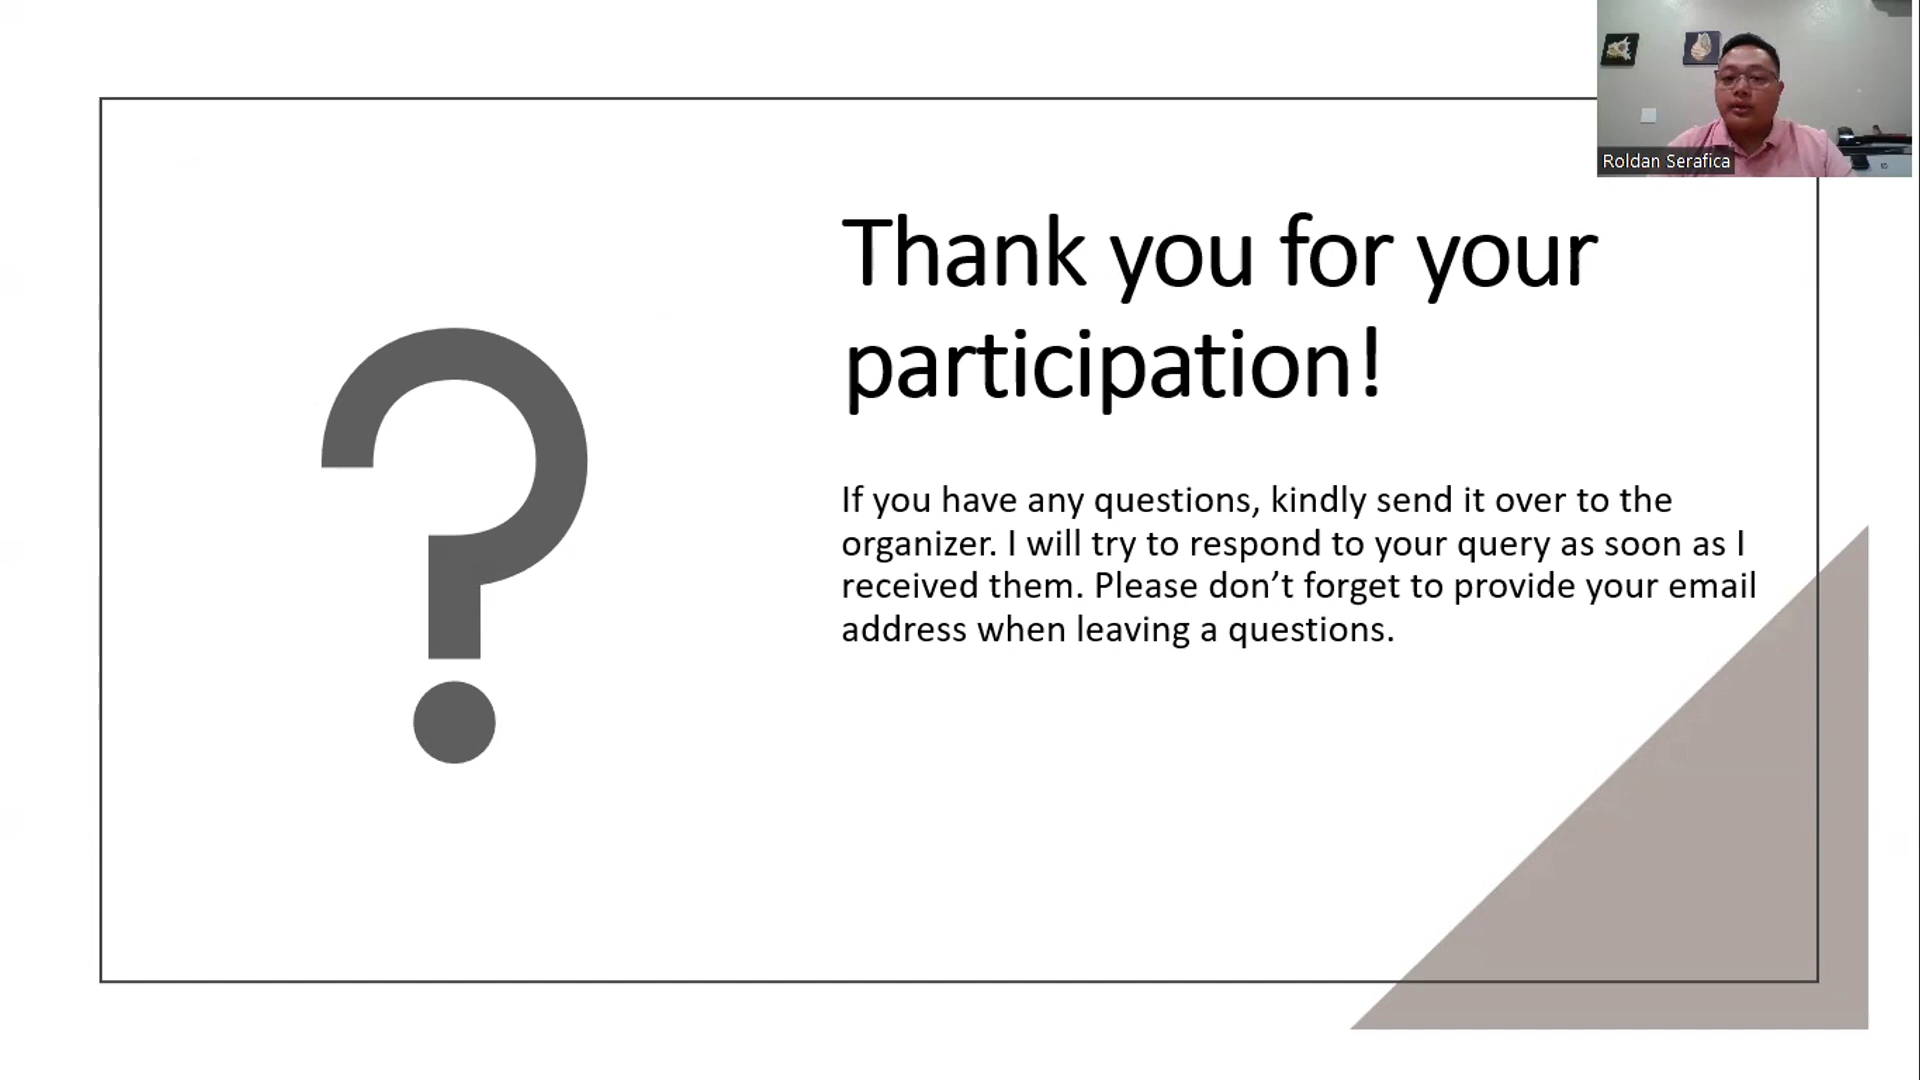 Roldan Serafica
Thank you for your
participation!
If you have any questions, kindly send it over to the
organizer. I will try to respond to your query as soon as I
received them. Please don’t forget to provide your email
address when leaving a questions.